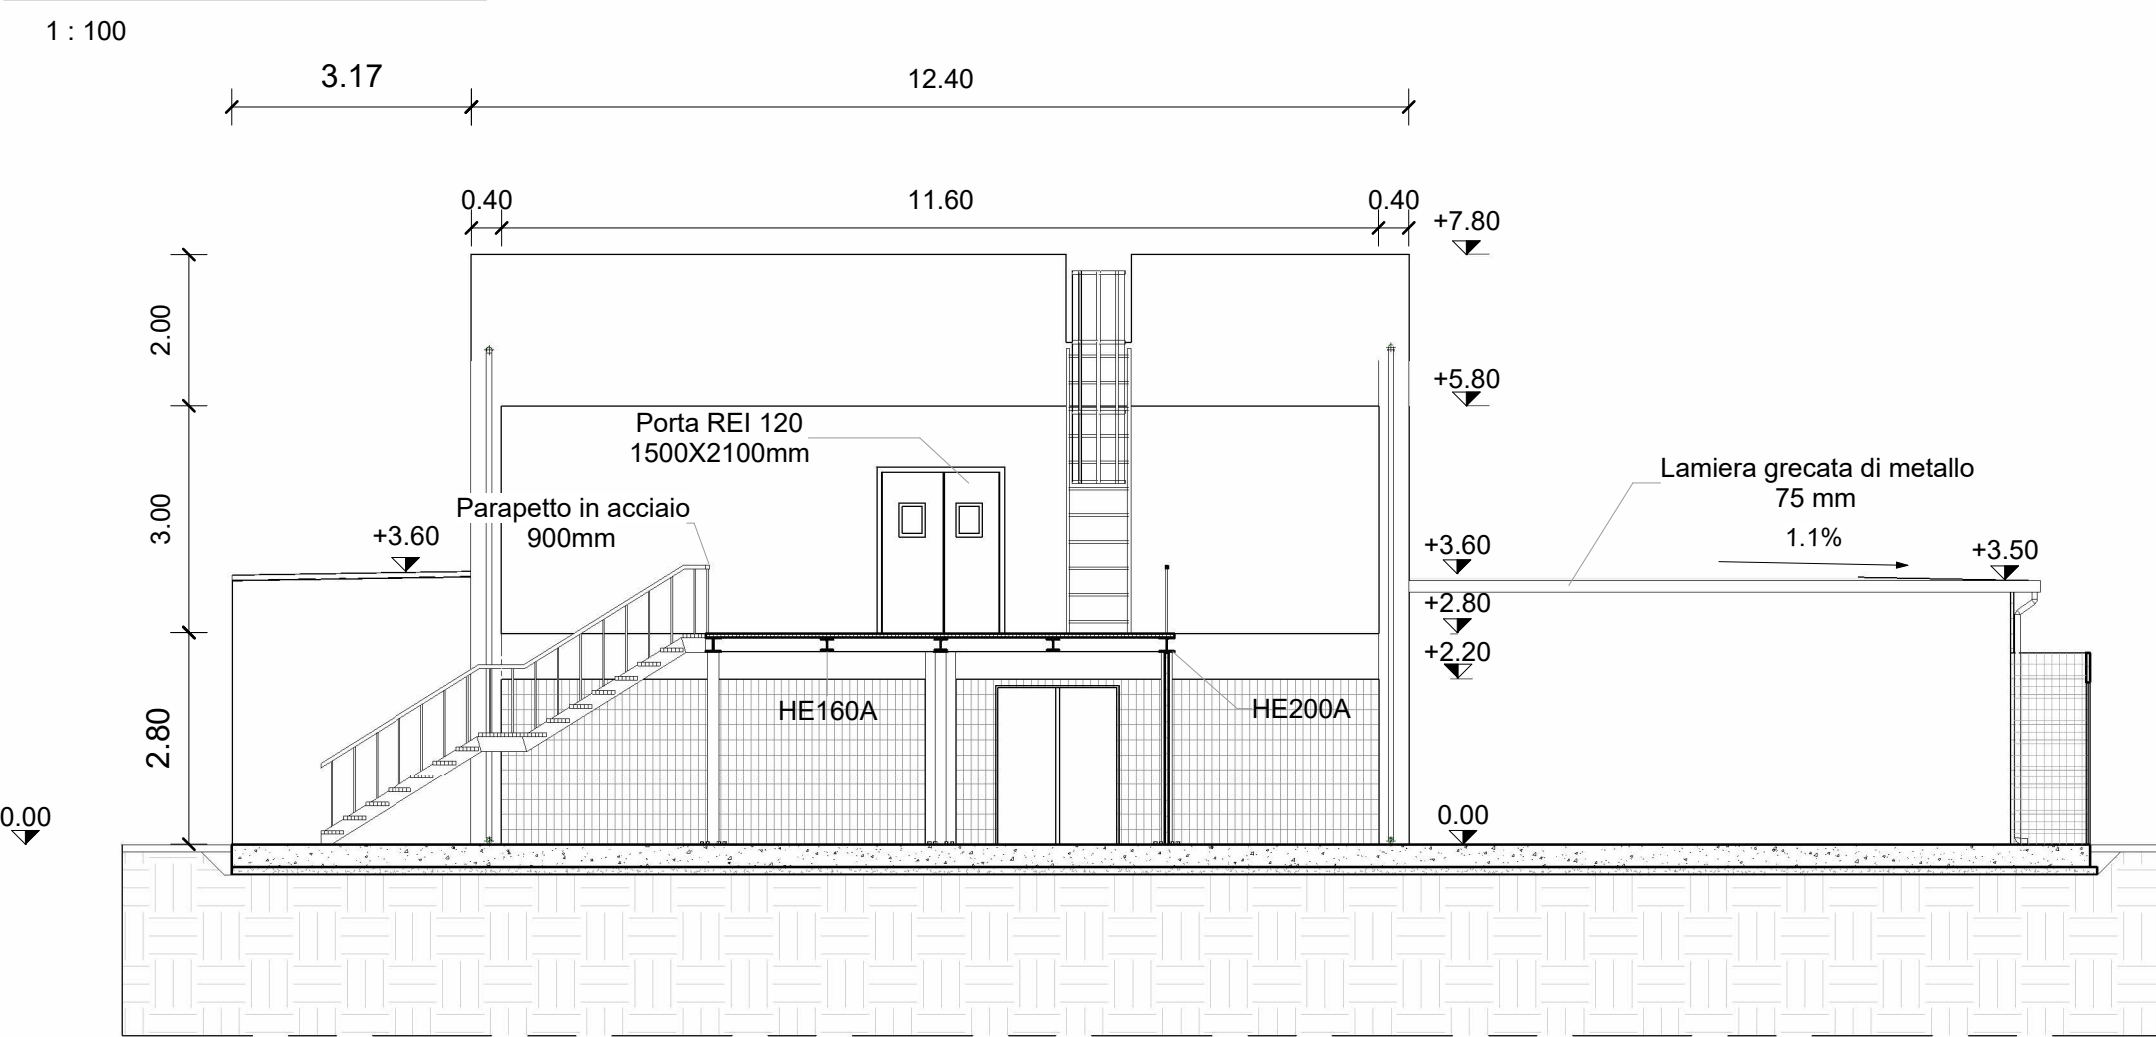 1 : 100
3.17
12.40
0.40
11.60
0.40
+7.80
2.00
+5.80
Porta REI 120
1500X2100mm
Lamiera grecata di metallo
75 mm
Parapetto in acciaio
900mm
3.00
+3.60
1.1%
+3.60
+3.50
+2.80
+2.20
HE160A
HE200A
2.80
0.00
0.00